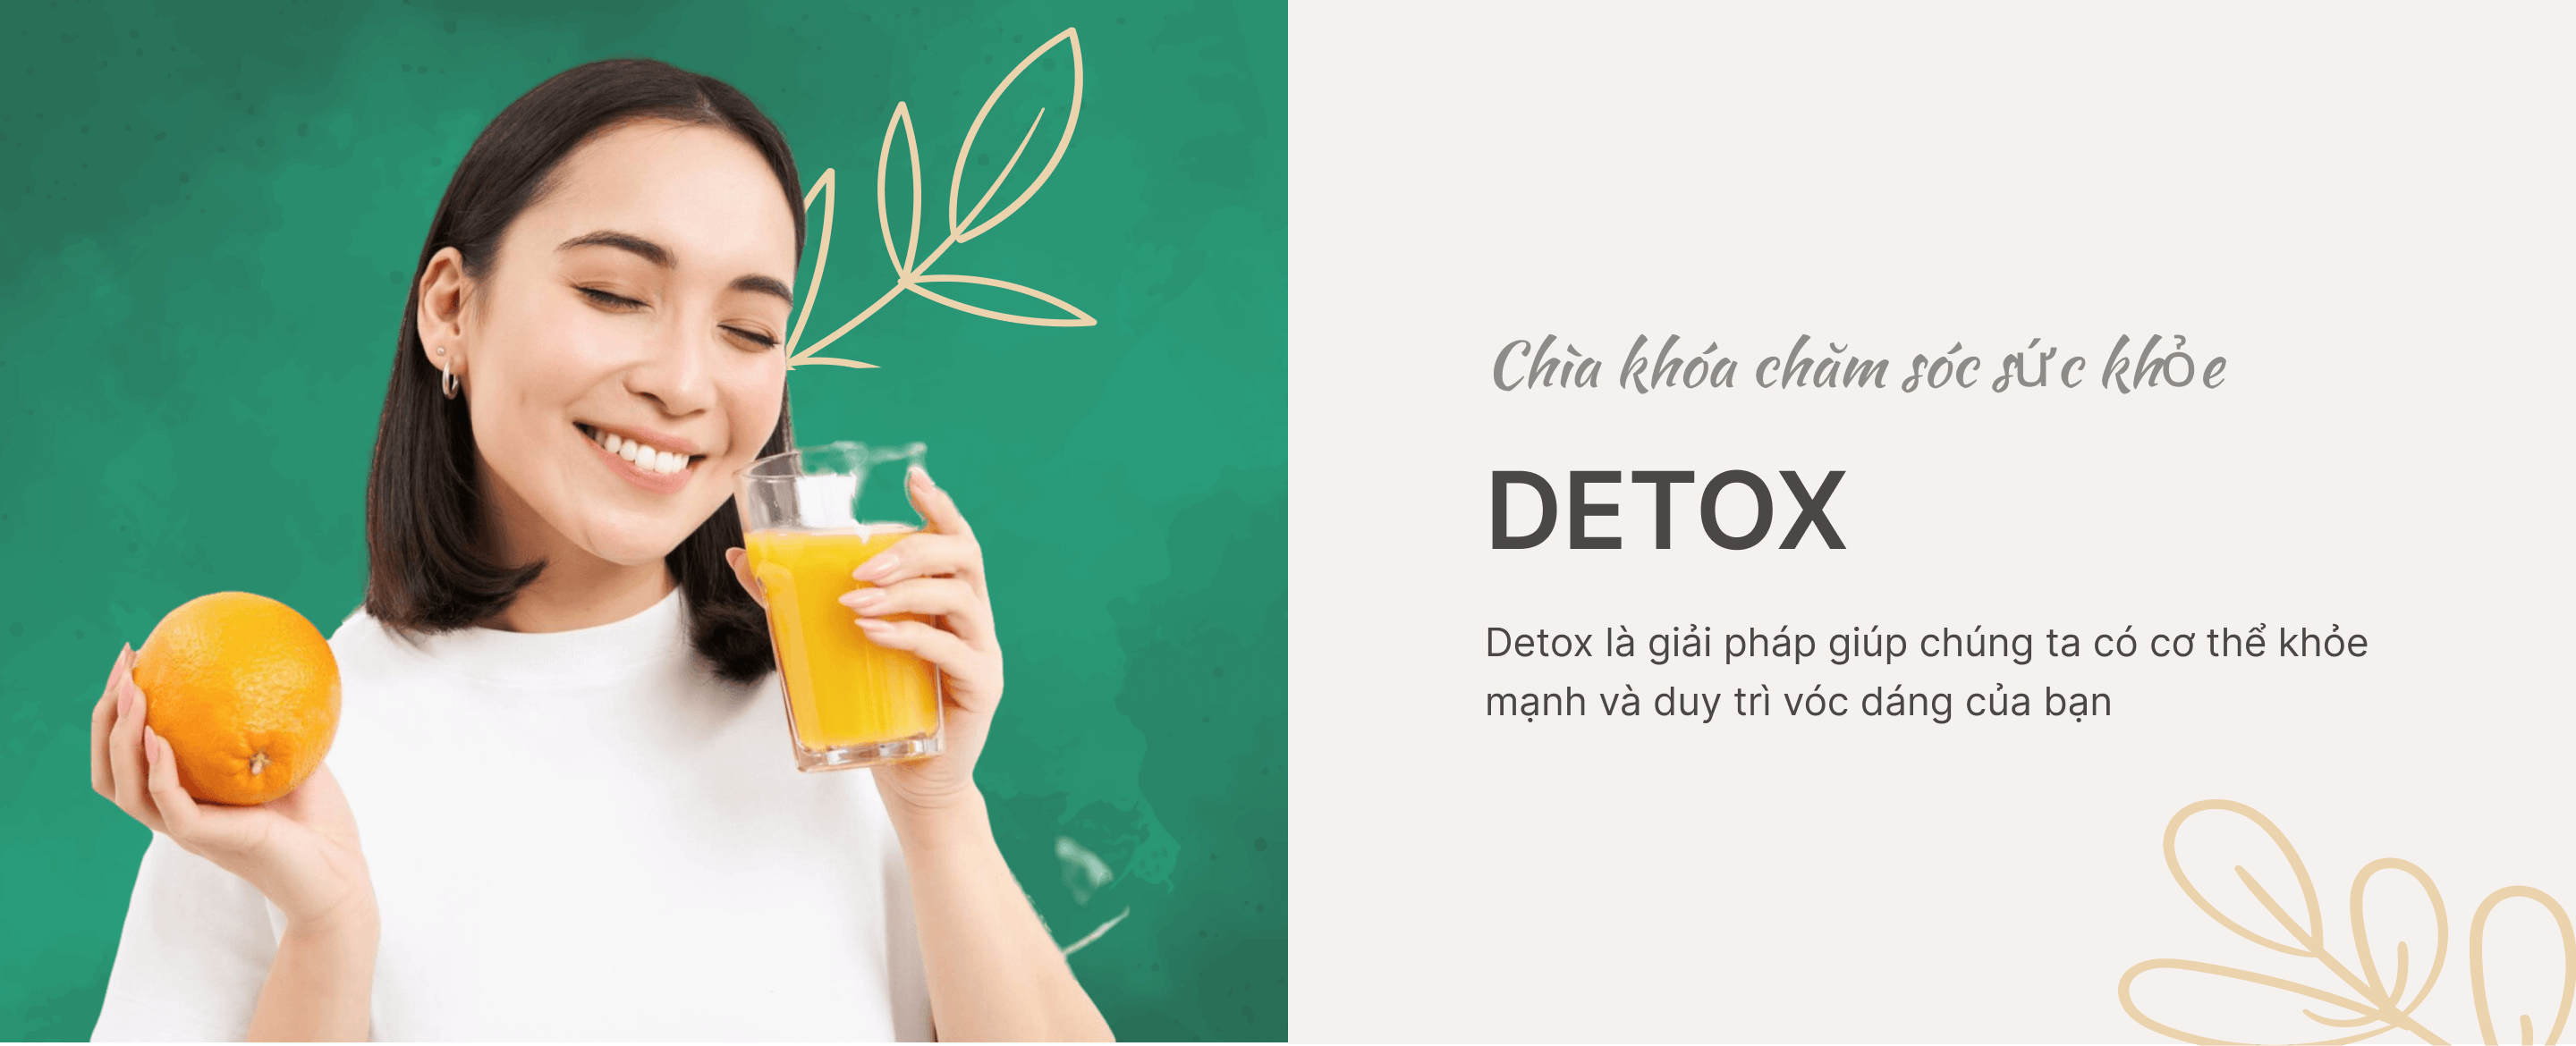 Chìa khóa chăm sóc sức khỏe
DETOX
Detox là giải pháp giúp chúng ta có cơ thể khỏe
mạnh và duy trì vóc dáng của bạn